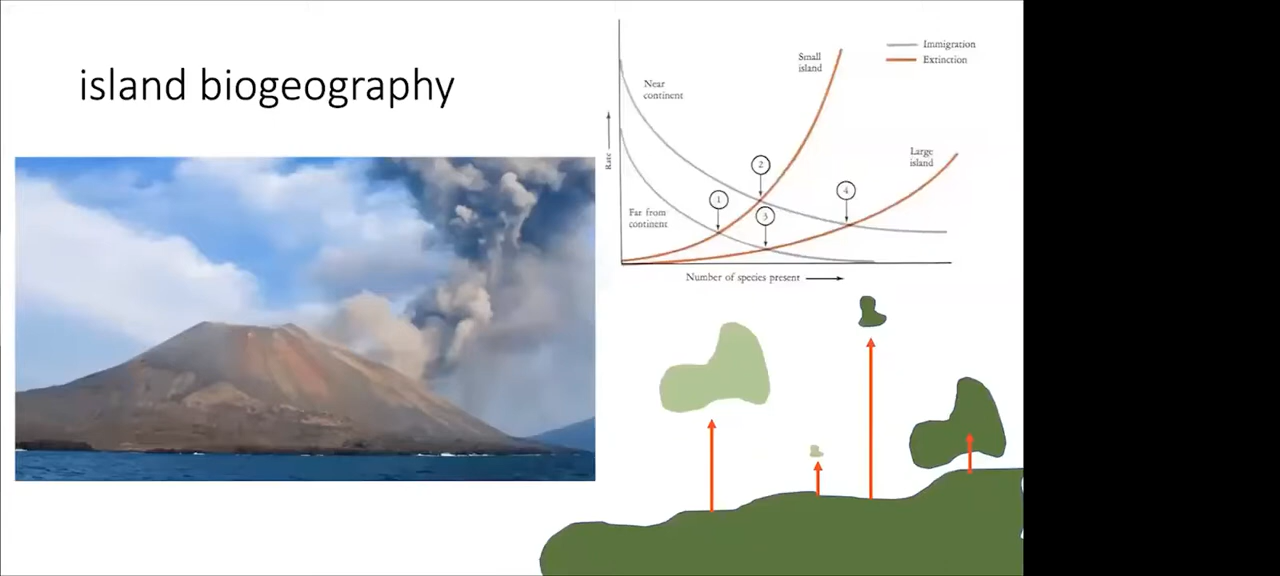 island biogeography
Immigration
Extinction
Small
island
Near
continent
Large
island
Rate
2
4
1
3
Far from
continent
Number of species present